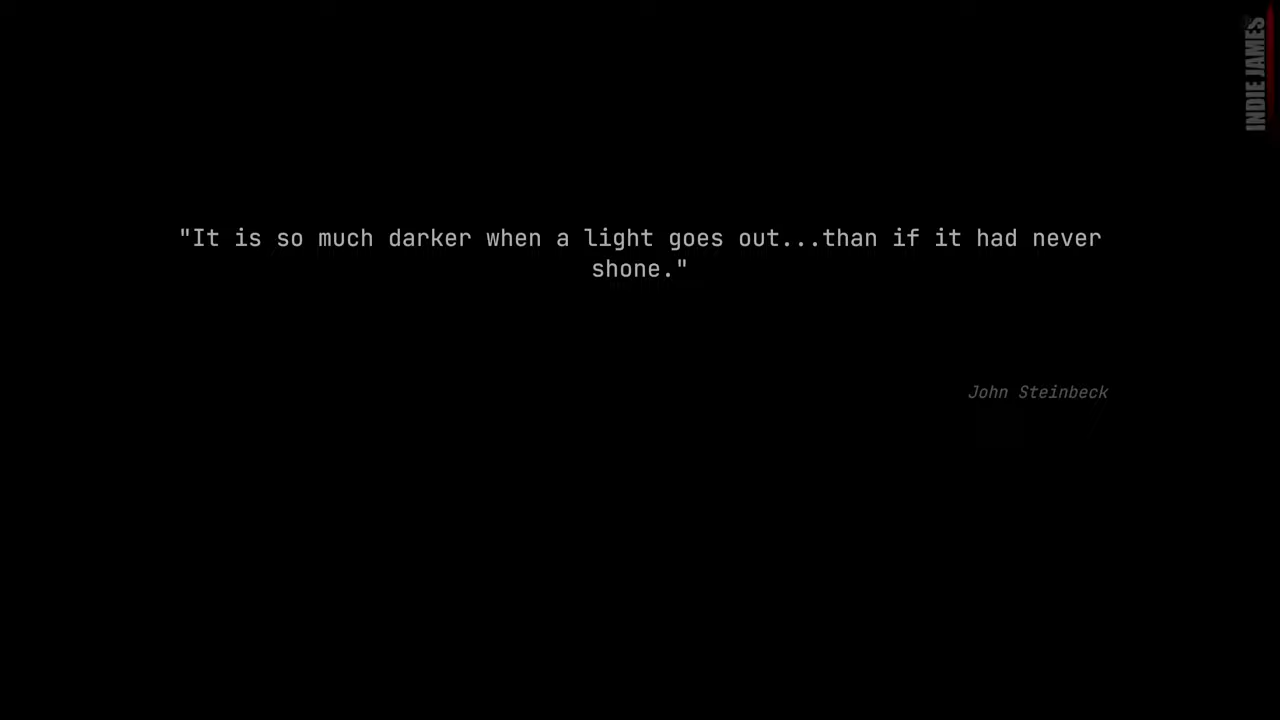 INDIE JAMES
"It is so much darker when a light goes out...than if it had never
shone."
John Steinbeck